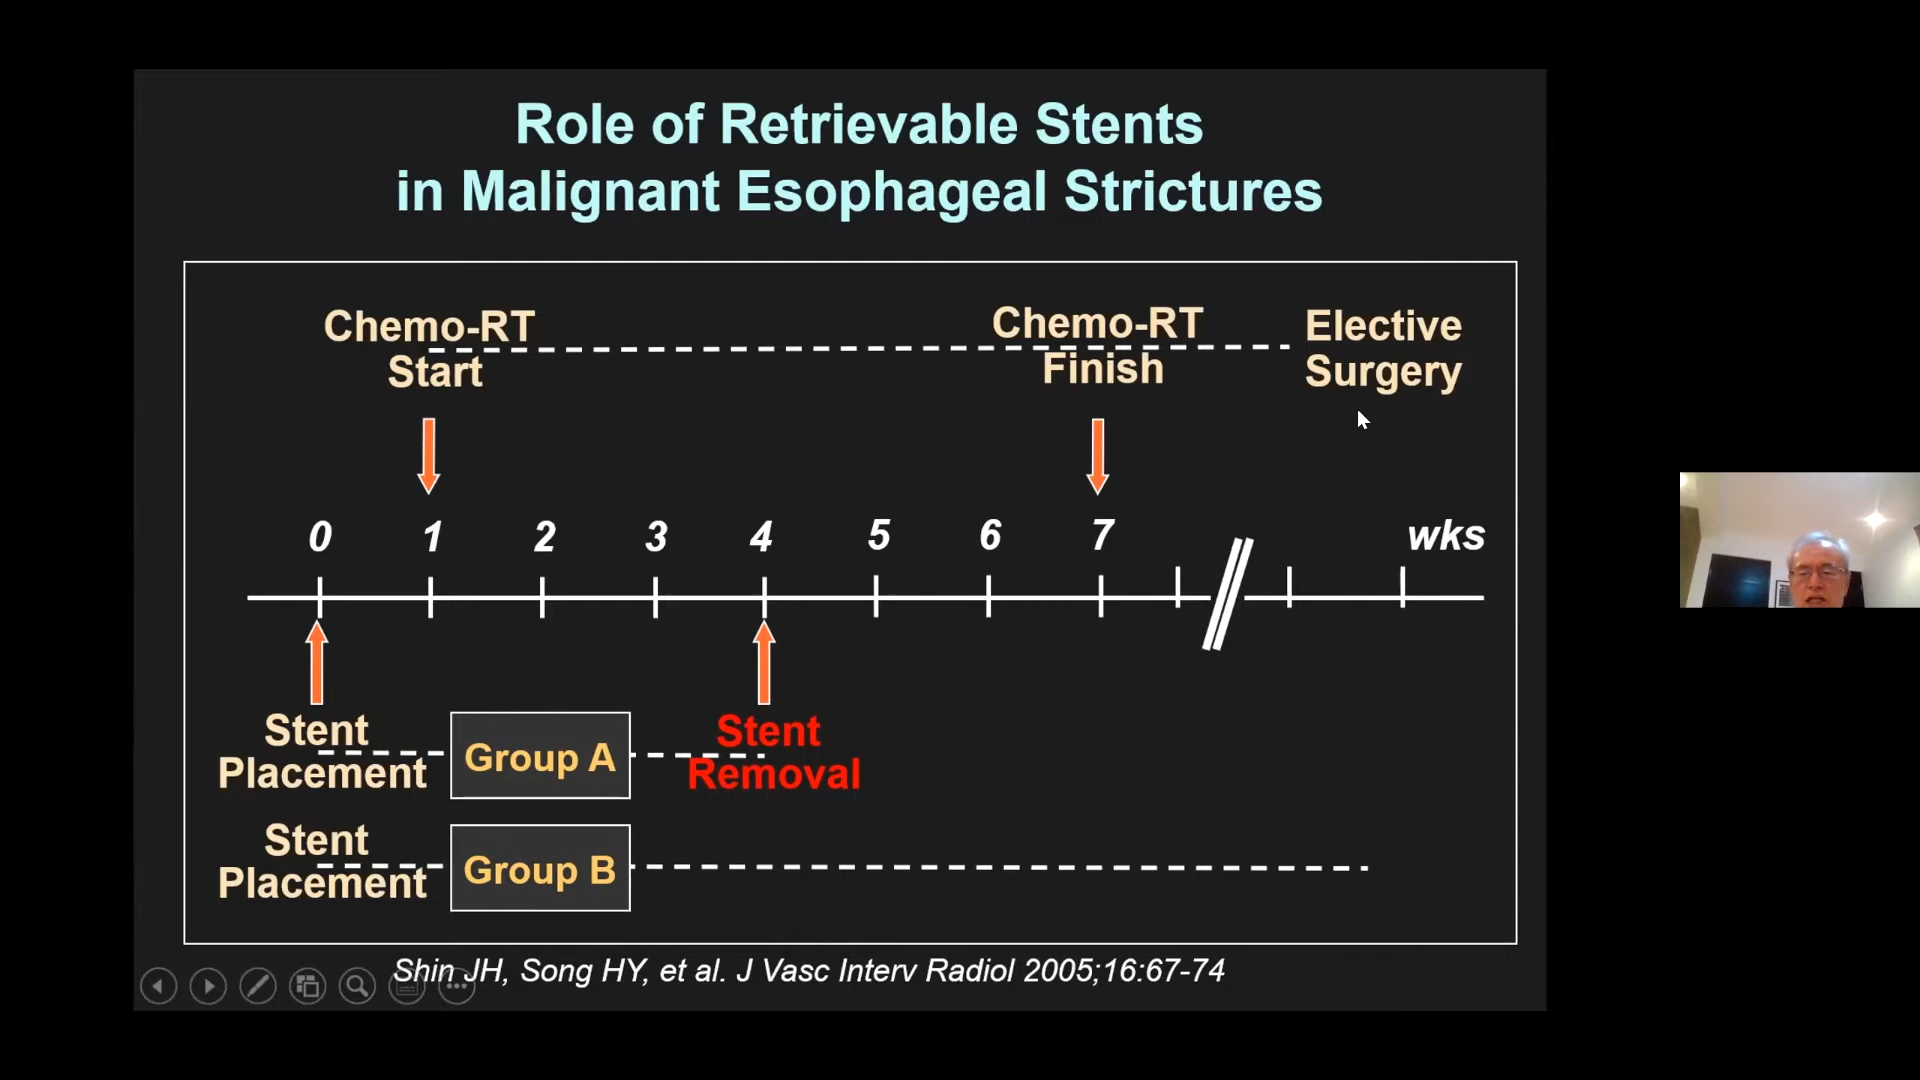 Role of Retrievable Stents
in Malignant Esophageal Strictures
Chemo-RT
Start
Chemo-RT
Finish
Elective
Surgery
0 1 2 3 4 5 6 7 wks
Stent
Placement
Group A
Stent
Removal
Stent
Placement
Group B
Shin JH, Song HY, et al. J Vasc Interv Radiol 2005;16:67-74